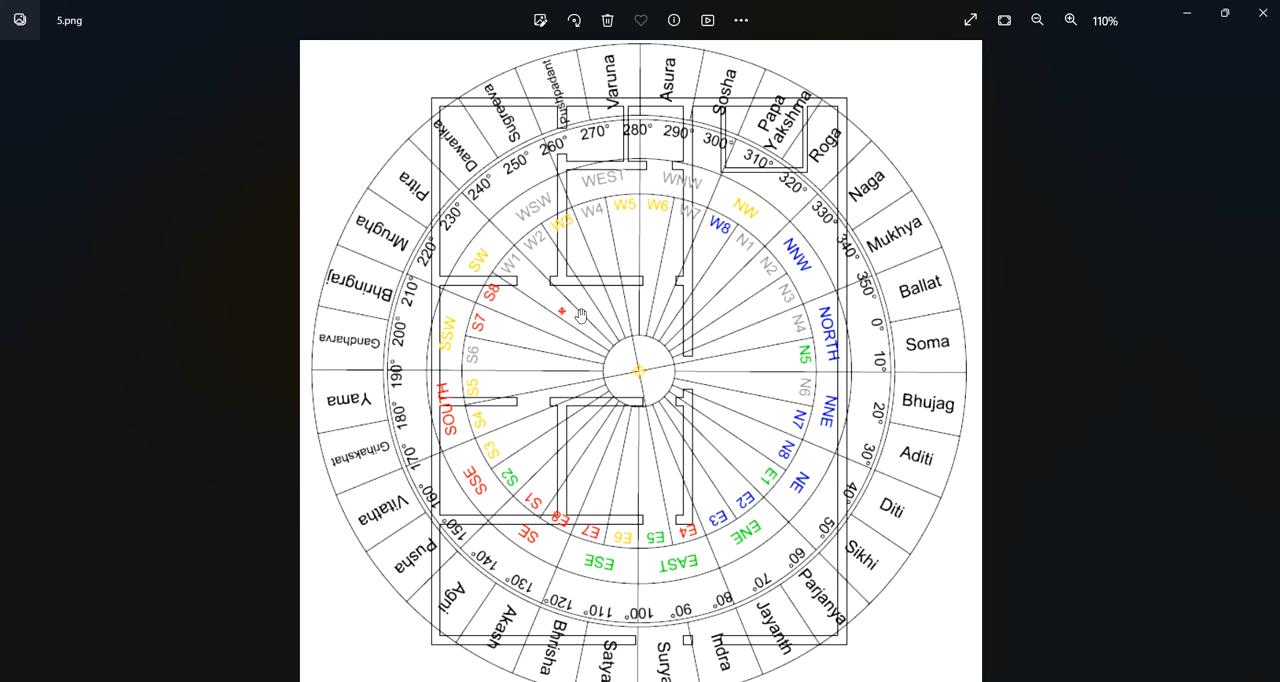 5.png
110%
Pushpadant
Varuna
Asura
Sosha
Papa
Yakshma
Roga
Naga
Mukhya
Ballat
Soma
Bhujag
Aditi
Diti
Sikhi
Parjanya
Jayanth
Indra
Surya
Satya
Bhrisha
Akash
Agni
Pusha
Vitatha
Grihakshat
Yama
Gandharva
Bhringraj
Mrugha
Pitra
Dawarika
Sugreeva
270°
280°
290°
300°
310°
320°
330°
340°
350°
0°
10°
20°
30°
40°
50°
60°
70°
80°
90°
100°
110°
120°
130°
140°
150°
160°
170°
180°
190°
200°
210°
220°
230°
240°
250°
260°
WEST
WNW
NW
NNW
NORTH
NNE
NE
ENE
EAST
ESE
SE
SSE
SOUTH
SSW
SW
WSW
W1
W2
W3
W4
W5
W6
W7
W8
N1
N2
N3
N4
N5
N6
N7
N8
E1
E2
E3
E4
E5
E6
E7
E8
S1
S2
S3
S4
S5
S6
S7
S8